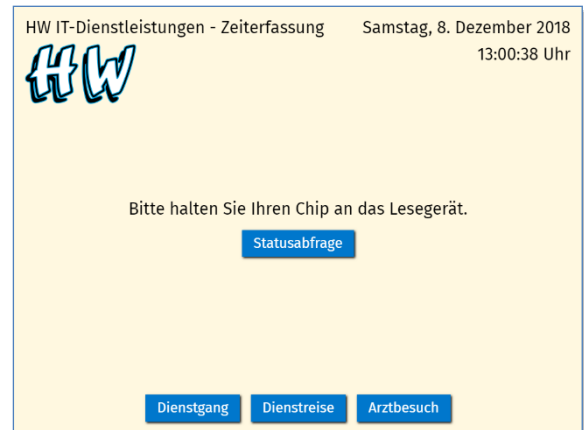 HW IT-Dienstleistungen - Zeiterfassung
Samstag, 8. Dezember 2018
13:00:38 Uhr
HW
Bitte halten Sie Ihren Chip an das Lesegerät.
Statusabfrage
Dienstgang
Dienstreise
Arztbesuch